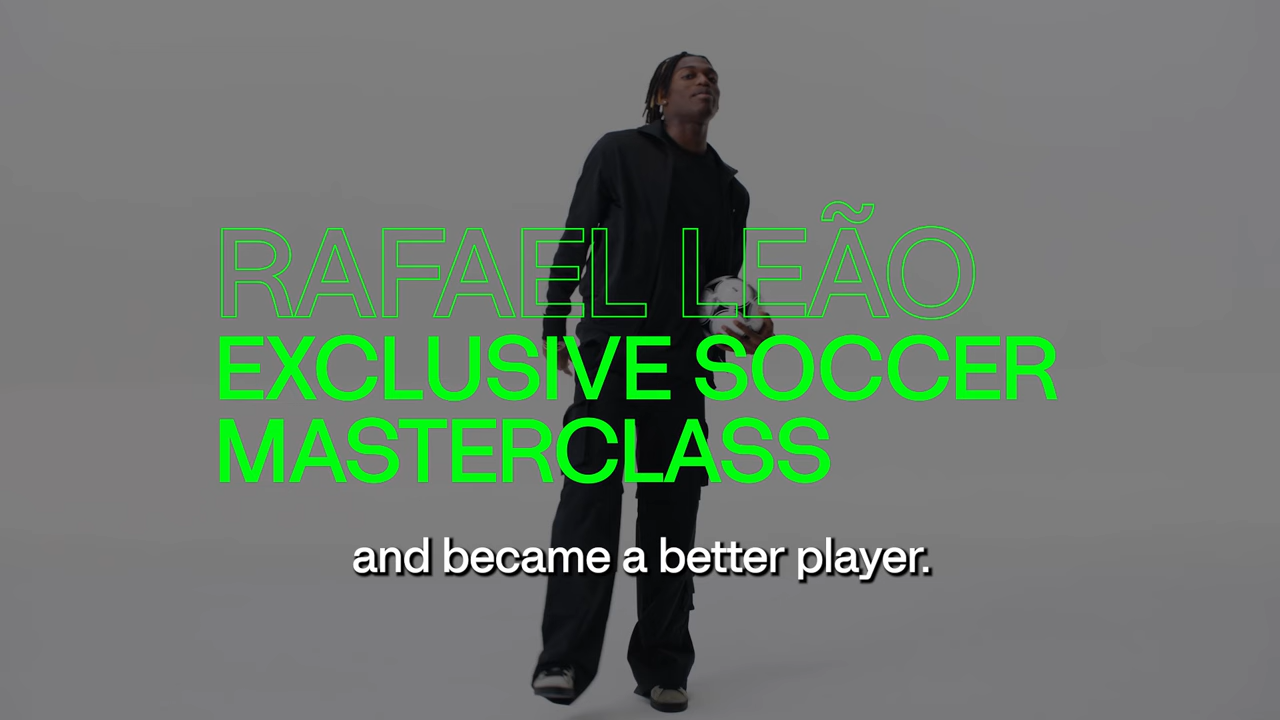 RAFAEL LEÃO
EXCLUSIVE SOCCER
MASTERCLASS
and became a better player.